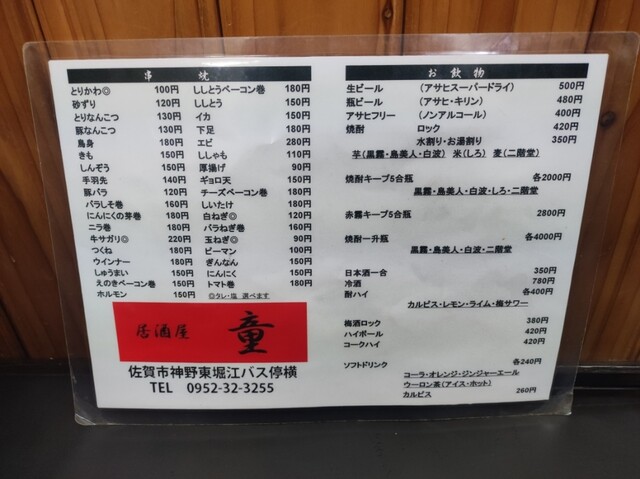 串 焼
とりかわ◎ 100円 ししとうベーコン巻 180円
砂ずり 120円 ししとう 150円
とりなんこつ 130円 イカ 150円
豚なんこつ 130円 下足 180円
鳥身 180円 エビ 280円
きも 150円 ししゃも 110円
しんぞう 150円 厚揚げ 90円
手羽先 140円 ギョロ天 150円
豚バラ 120円 チーズベーコン巻 180円
バラしそ巻 160円 しいたけ 180円
にんにくの芽巻 180円 白ねぎ◎ 120円
ニラ巻 180円 バラねぎ巻 160円
牛サガリ◎ 220円 玉ねぎ◎ 90円
つくね 180円 ピーマン 100円
ウインナー 180円 ぎんなん 150円
しゅうまい 150円 にんにく 150円
えのきベーコン巻 150円 トマト巻 180円
ホルモン 150円 ◎タレ・塩 選べます
居酒屋 童
佐賀市神野東堀江バス停横
TEL 0952-32-3255
お 飲 物
生ビール (アサヒスーパードライ) 500円
瓶ビール (アサヒ・キリン) 480円
アサヒフリー (ノンアルコール) 400円
焼酎 ロック 420円
水割り・お湯割り 350円
芋(黒霧・島美人・白波) 米(しろ) 麦(二階堂)
焼酎キープ5合瓶 各2000円
黒霧・島美人・白波・しろ・二階堂
赤霧キープ5合瓶 2800円
焼酎一升瓶 各4000円
黒霧・島美人・白波・二階堂
日本酒一合 350円
冷酒 780円
酎ハイ 各400円
カルピス・レモン・ライム・梅サワー
梅酒ロック 380円
ハイボール 420円
コークハイ 420円
ソフトドリンク 各240円
コーラ・オレンジ・ジンジャーエール
ウーロン茶(アイス・ホット)
カルピス 260円